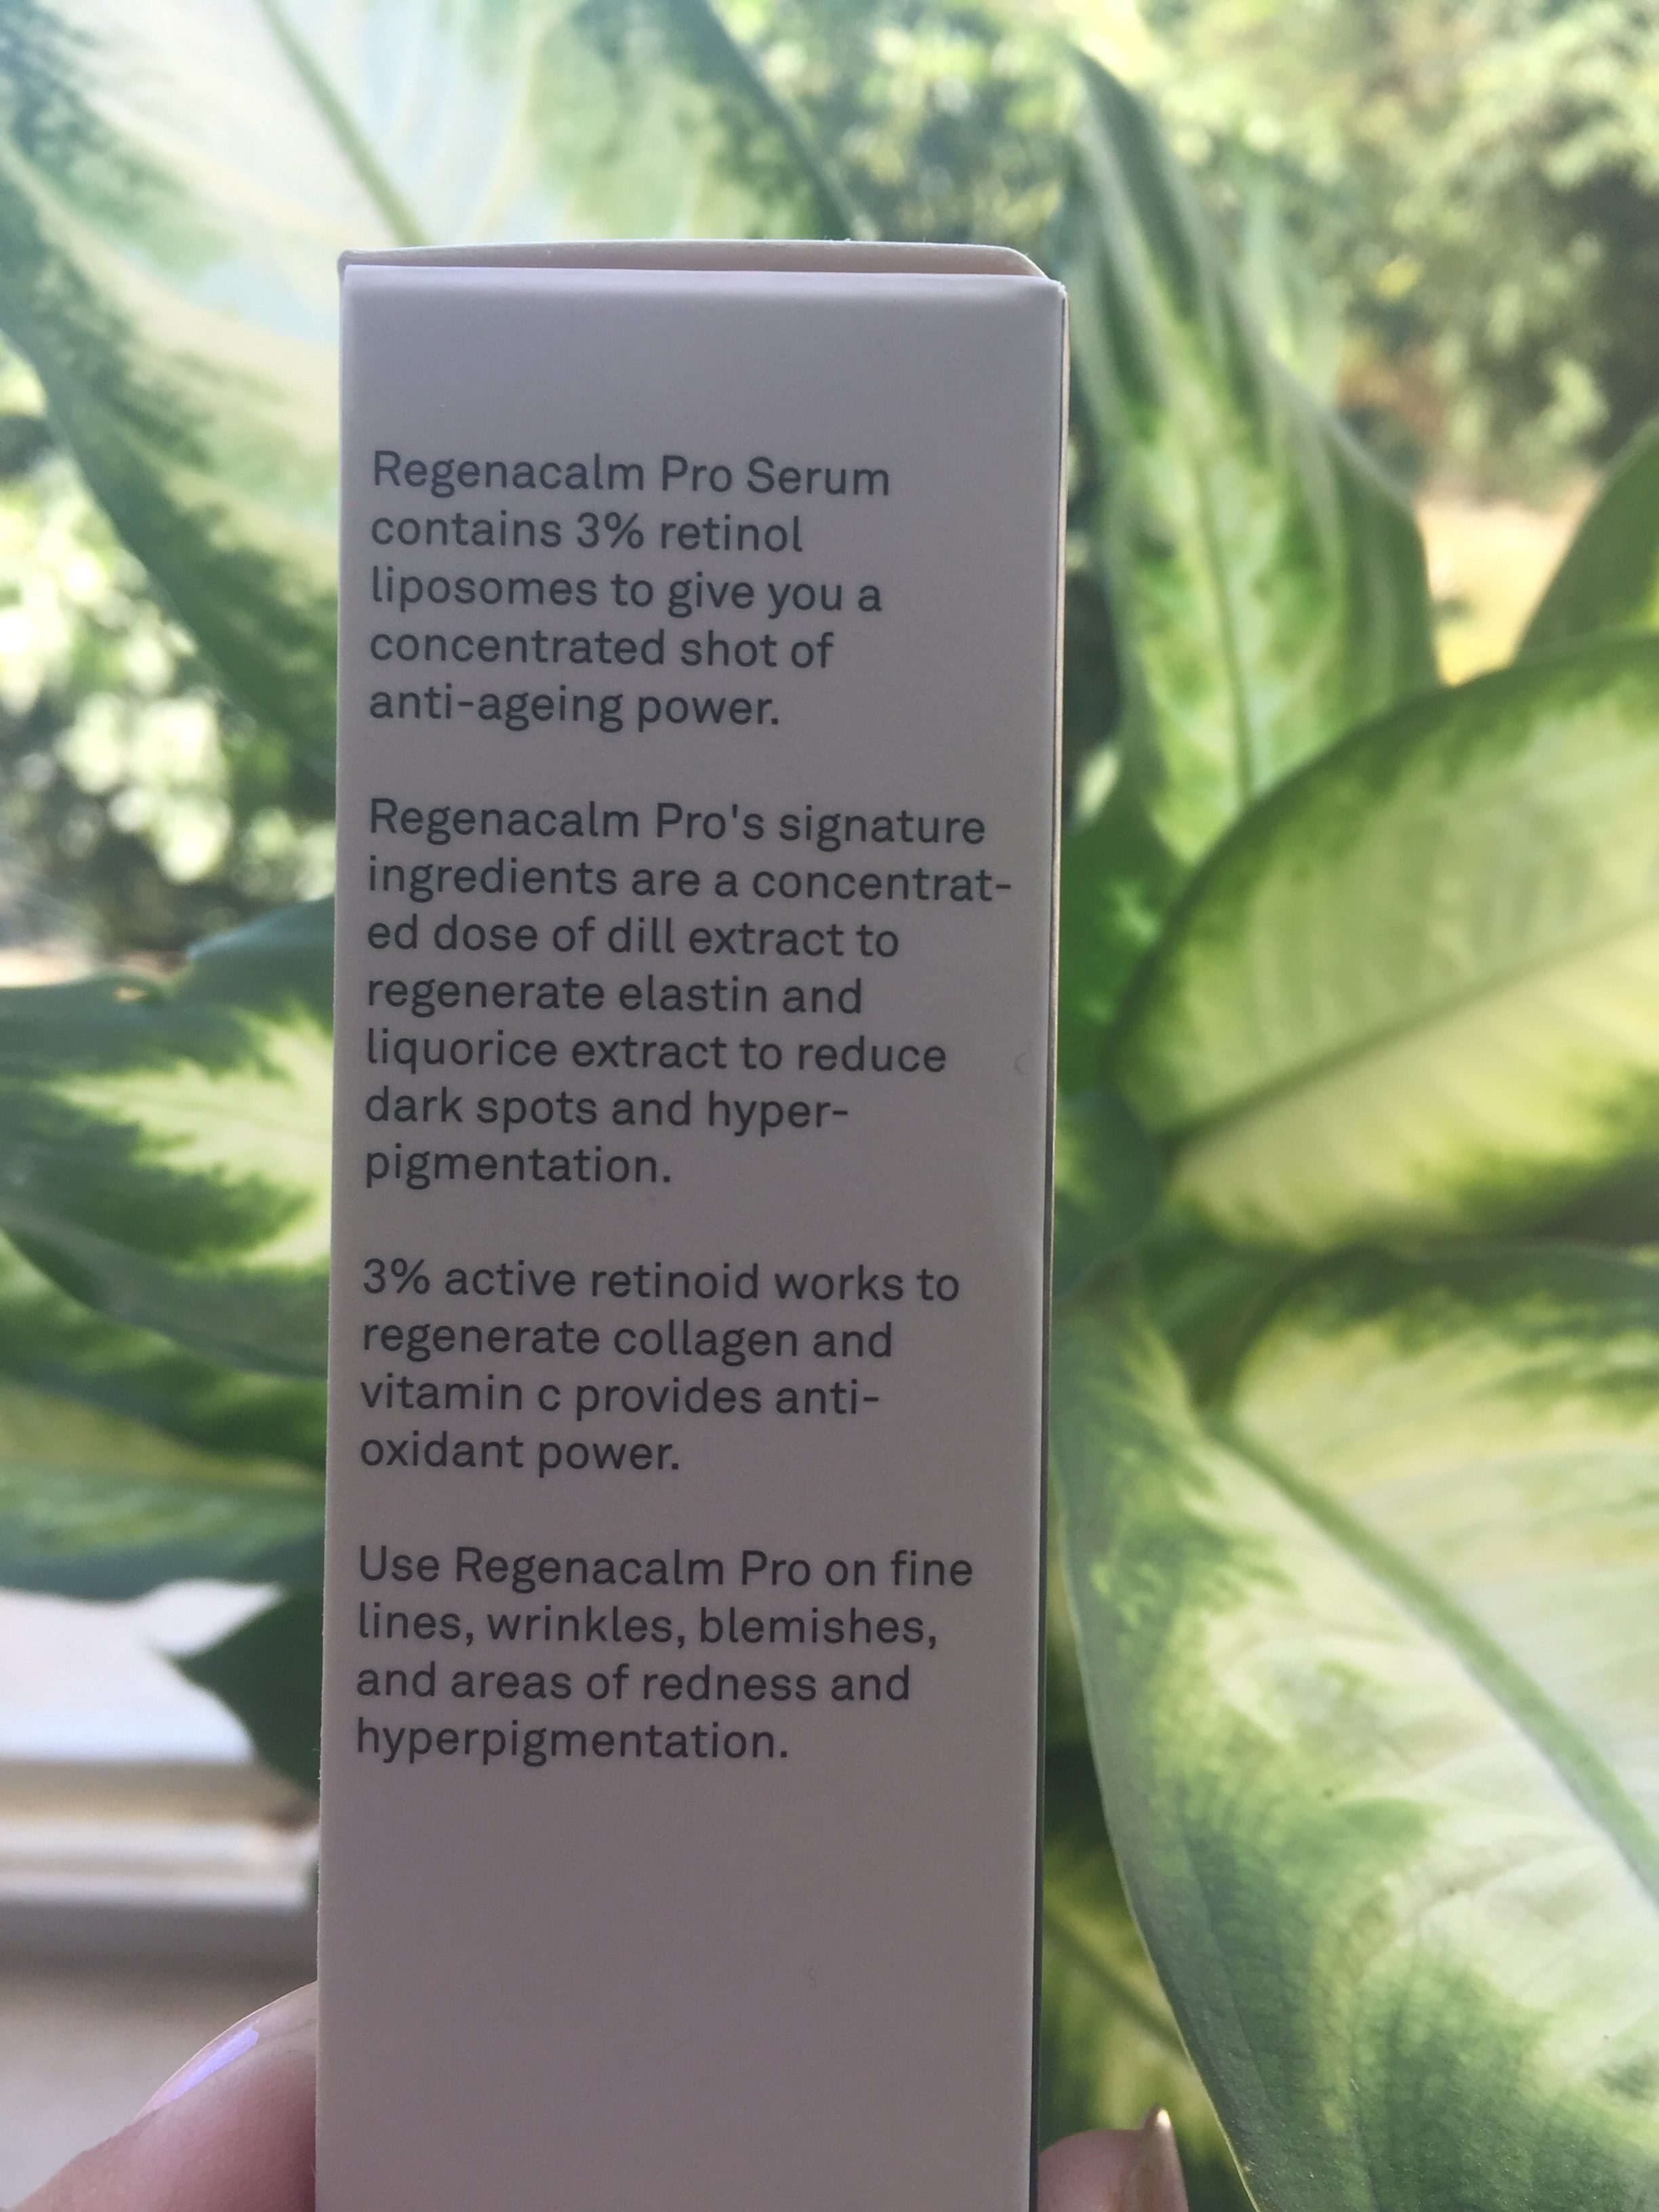 Regenacalm Pro Serum
contains 3% retinol
liposomes to give you a
concentrated shot of
anti-ageing power.
Regenacalm Pro's signature
ingredients are a concentrat-
ed dose of dill extract to
regenerate elastin and
liquorice extract to reduce
dark spots and hyper-
pigmentation.
3% active retinoid works to
regenerate collagen and
vitamin c provides anti-
oxidant power.
Use Regenacalm Pro on fine
lines, wrinkles, blemishes,
and areas of redness and
hyperpigmentation.